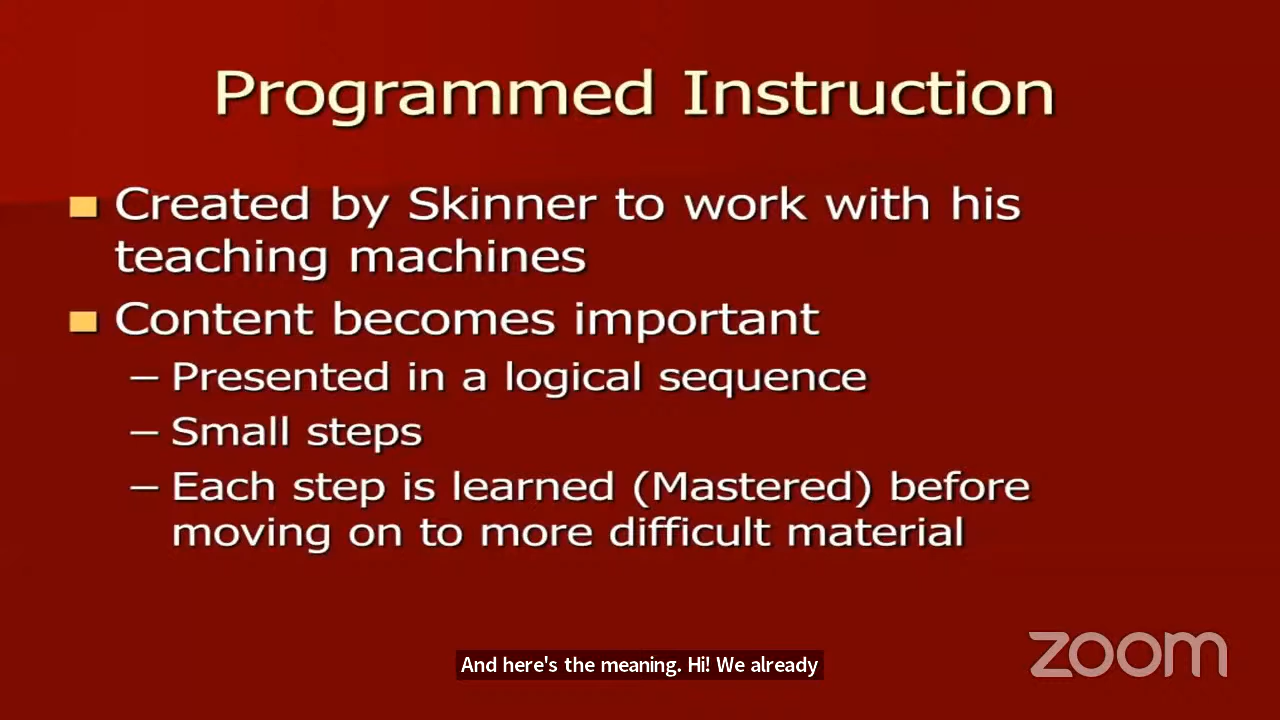 Programmed Instruction
Created by Skinner to work with his
teaching machines
Content becomes important
– Presented in a logical sequence
– Small steps
– Each step is learned (Mastered) before
moving on to more difficult material
And here's the meaning. Hi! We already
zoom